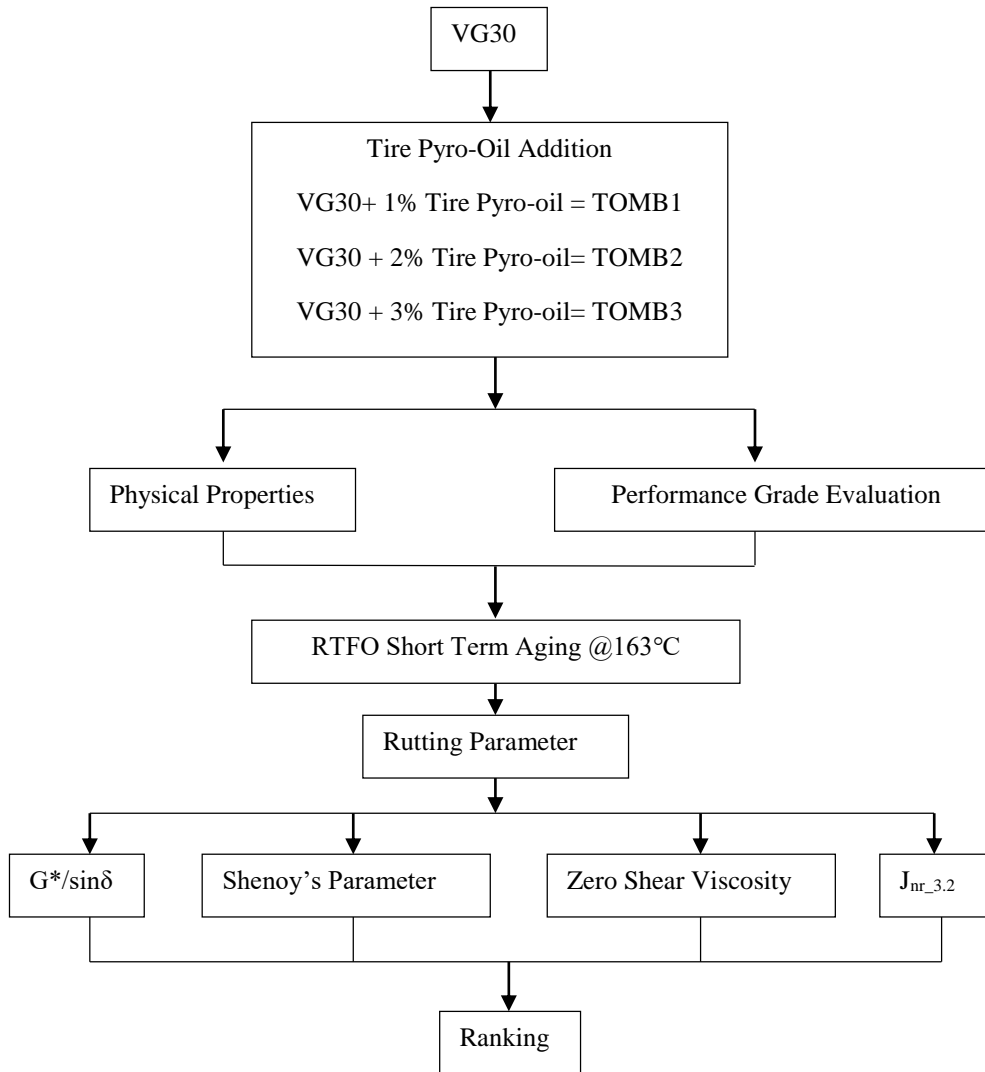 VG30
Tire Pyro-Oil Addition
VG30+ 1% Tire Pyro-oil = TOMB1
VG30 + 2% Tire Pyro-oil= TOMB2
VG30 + 3% Tire Pyro-oil= TOMB3
Physical Properties
Performance Grade Evaluation
RTFO Short Term Aging @163℃
Rutting Parameter
G*/sinδ
Shenoy’s Parameter
Zero Shear Viscosity
Jnr_3.2
Ranking